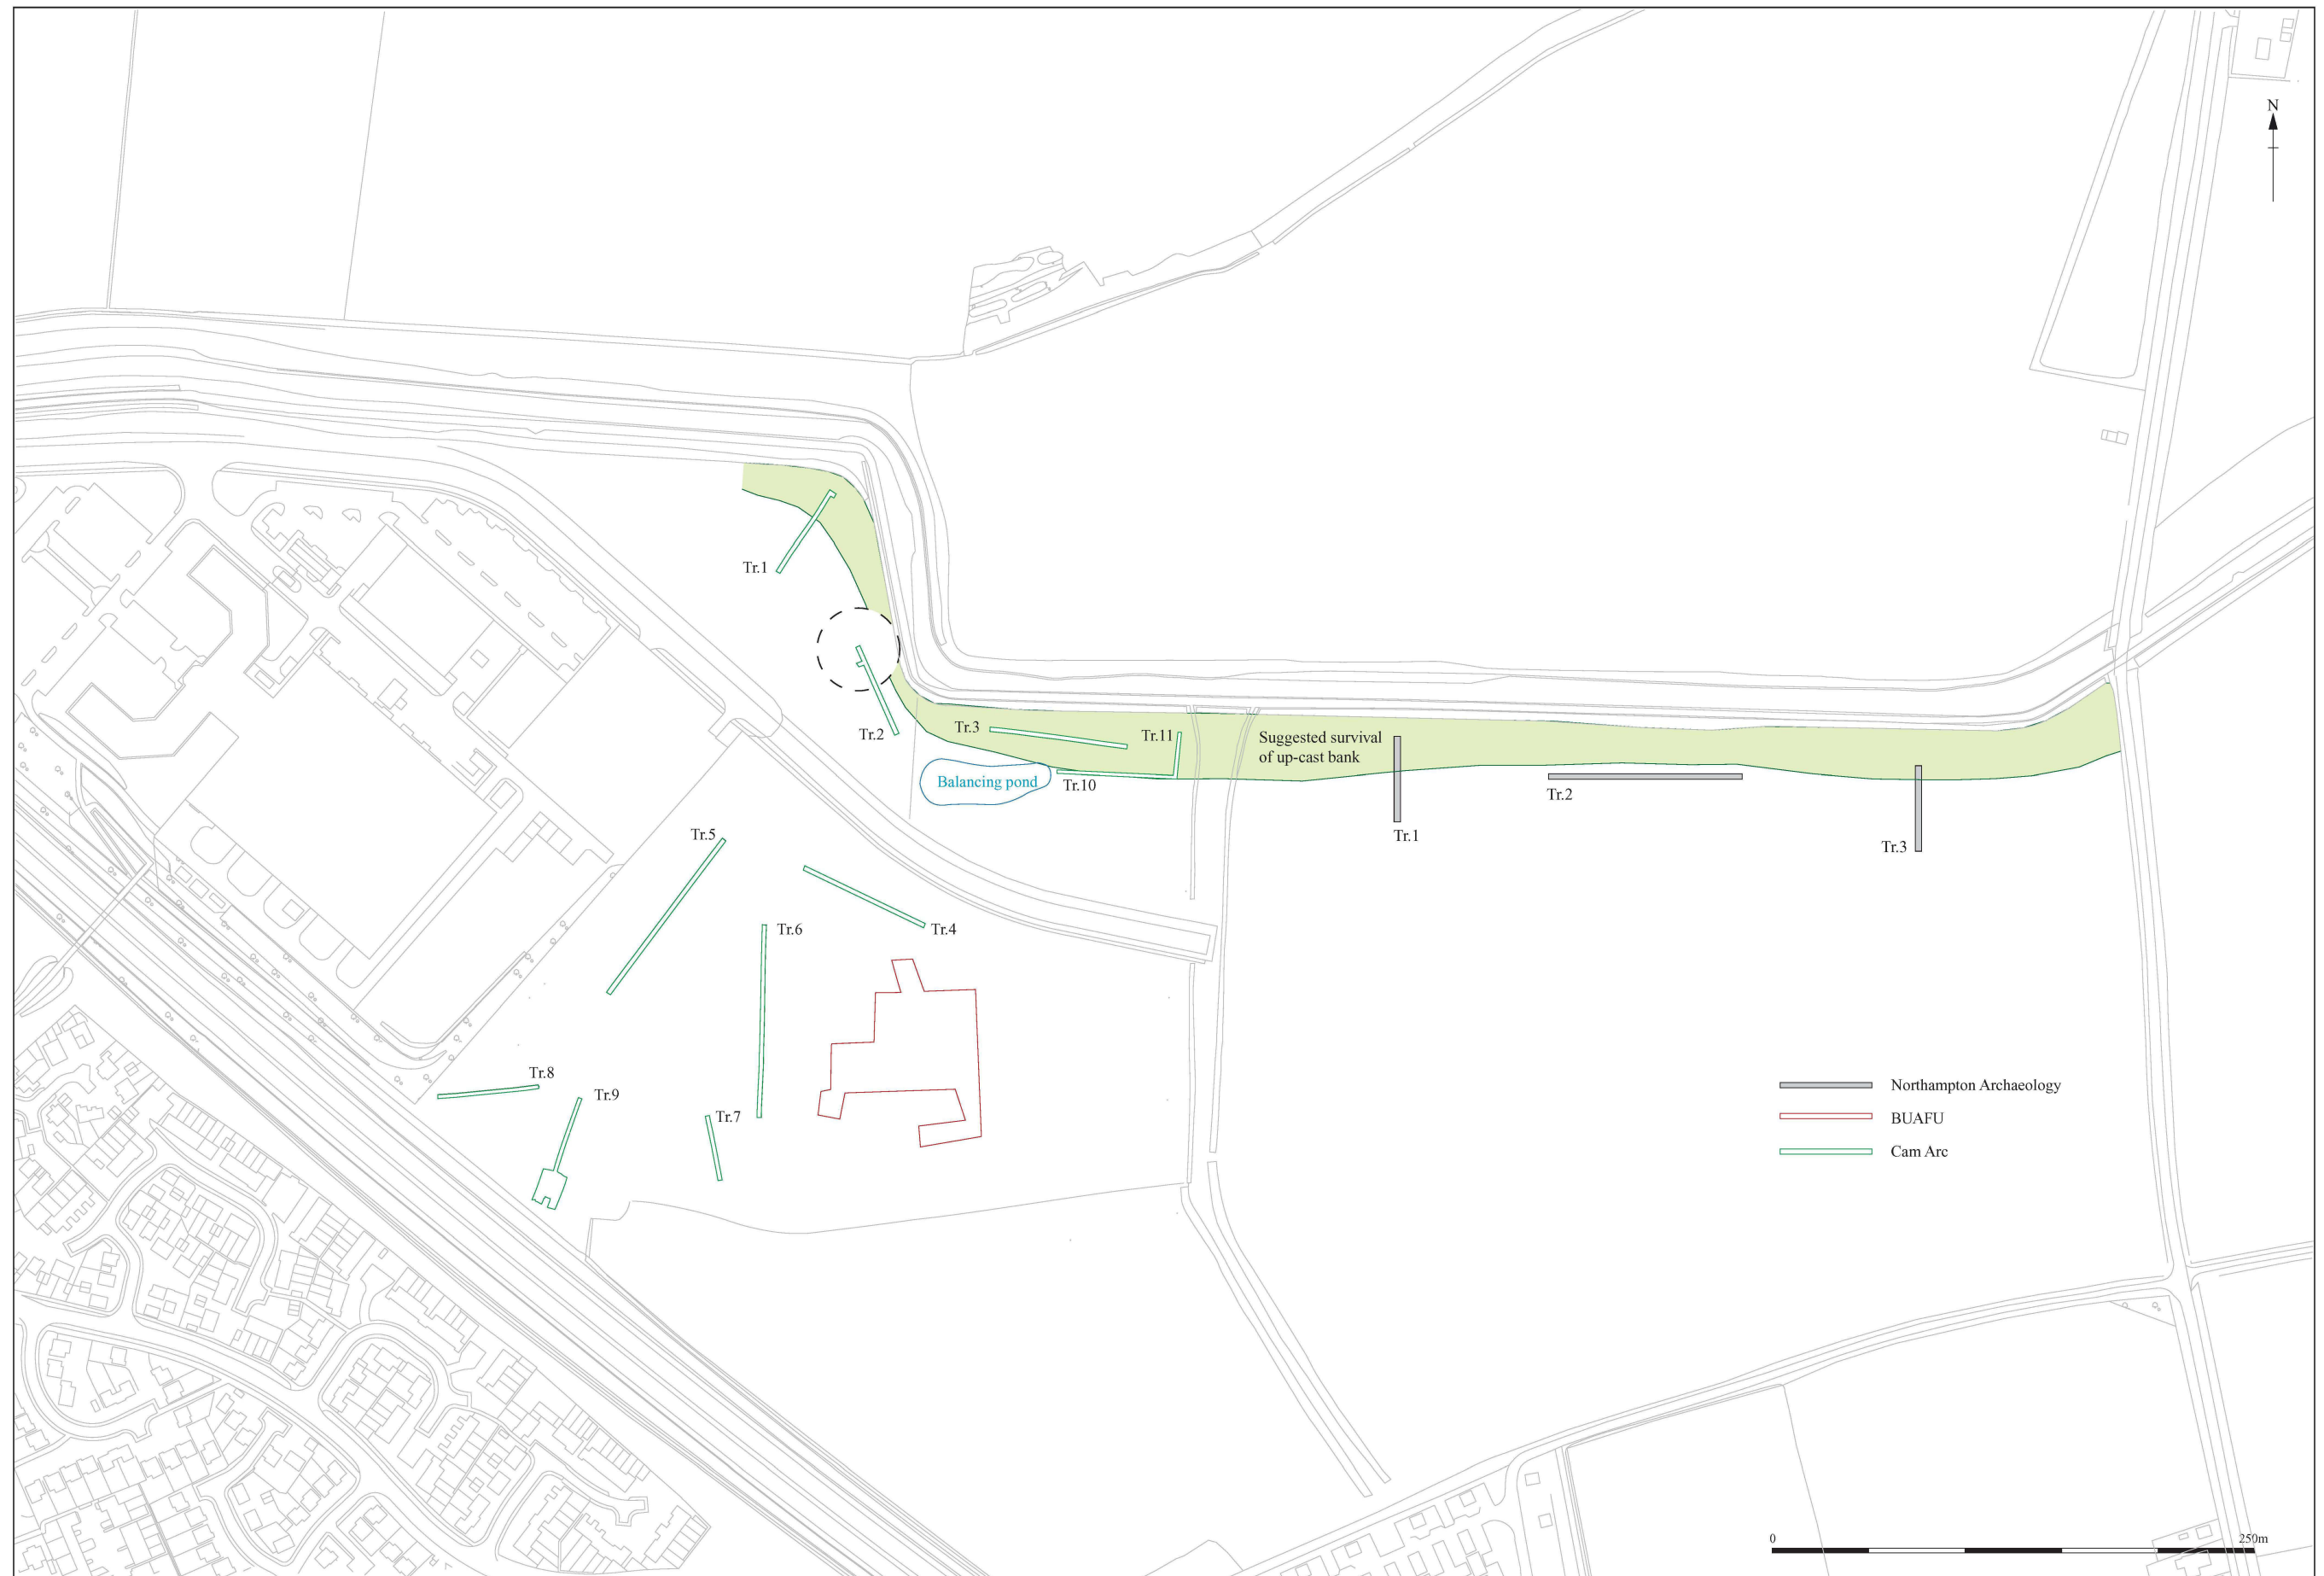 N
Tr.1
Tr.2
Tr.3
Tr.11
Suggested survival
of up-cast bank
Balancing pond
Tr.10
Tr.2
Tr.1
Tr.3
Tr.5
Tr.6
Tr.4
Tr.8
Tr.9
Tr.7
Northampton Archaeology
BUAFU
Cam Arc
0
250m